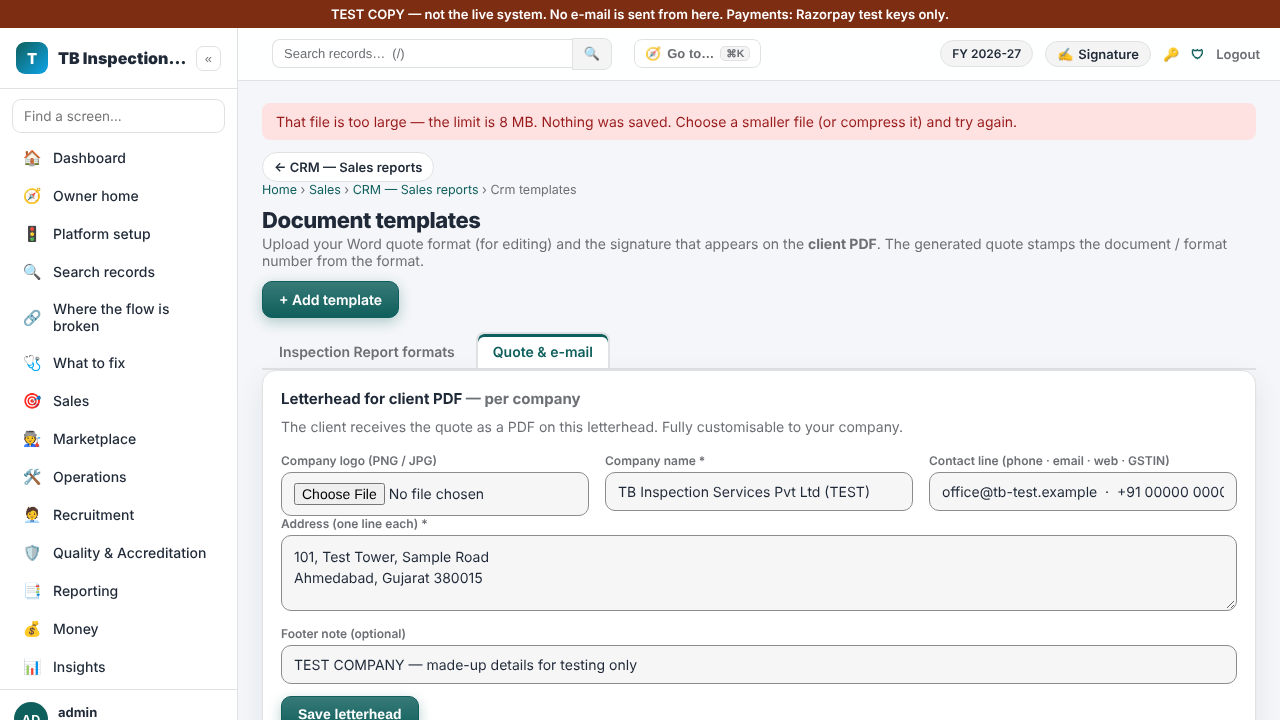 TEST COPY — not the live system. No e-mail is sent from here. Payments: Razorpay test keys only.
T
TB Inspection...
«
Search records... (/)
🔍
🧭 Go to... ⌘K
FY 2026-27
✍️ Signature
🔑
🛡
Logout
Find a screen...
🏠 Dashboard
🧭 Owner home
🚦 Platform setup
🔍 Search records
🔗 Where the flow is
broken
🩺 What to fix
🎯 Sales
🧑‍🏭 Marketplace
🛠️ Operations
🧑‍💼 Recruitment
🛡️ Quality & Accreditation
📑 Reporting
💰 Money
📊 Insights
admin
That file is too large — the limit is 8 MB. Nothing was saved. Choose a smaller file (or compress it) and try again.
← CRM — Sales reports
Home › Sales › CRM — Sales reports › Crm templates
Document templates
Upload your Word quote format (for editing) and the signature that appears on the client PDF. The generated quote stamps the document / format
number from the format.
+ Add template
Inspection Report formats
Quote & e-mail
Letterhead for client PDF — per company
The client receives the quote as a PDF on this letterhead. Fully customisable to your company.
Company logo (PNG / JPG)
Choose File No file chosen
Company name *
TB Inspection Services Pvt Ltd (TEST)
Contact line (phone · email · web · GSTIN)
office@tb-test.example · +91 00000 000
Address (one line each) *
101, Test Tower, Sample Road
Ahmedabad, Gujarat 380015
Footer note (optional)
TEST COMPANY — made-up details for testing only
Save letterhead